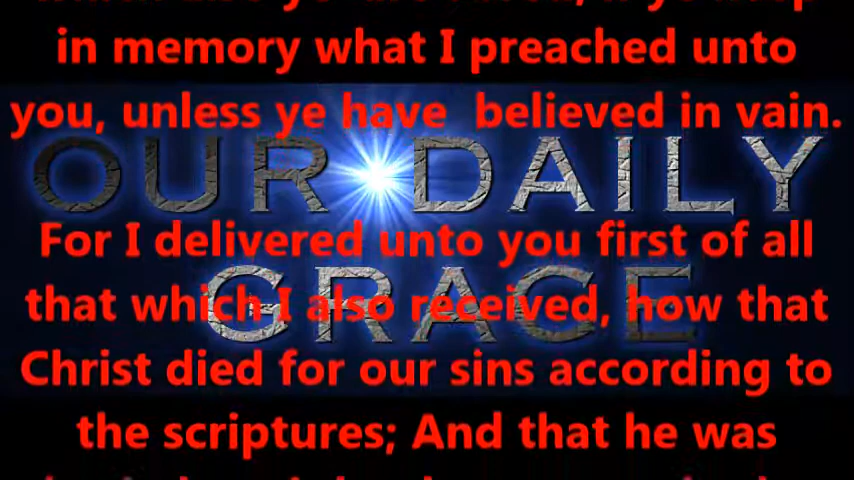 in memory what I preached unto
you, unless ye have believed in vain.
OUR DAILY
For I delivered unto you first of all
GRACE
that which I also received, how that
Christ died for our sins according to
the scriptures; And that he was